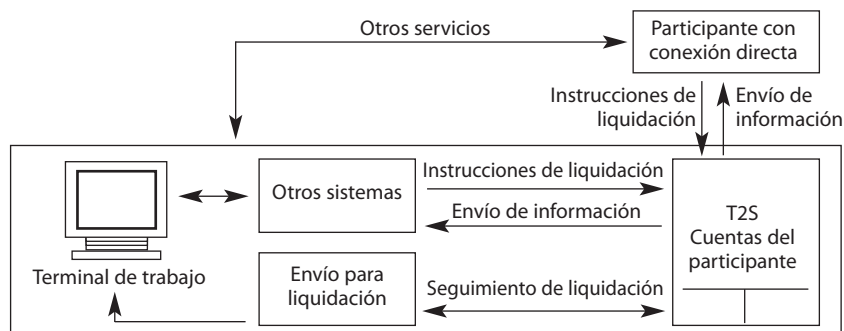 Otros servicios
Participante con
conexión directa
Instrucciones de
liquidación
Envío de
información
Otros sistemas
Instrucciones de liquidación
Envío de información
T2S
Cuentas del
participante
Terminal de trabajo
Envío para
liquidación
Seguimiento de liquidación